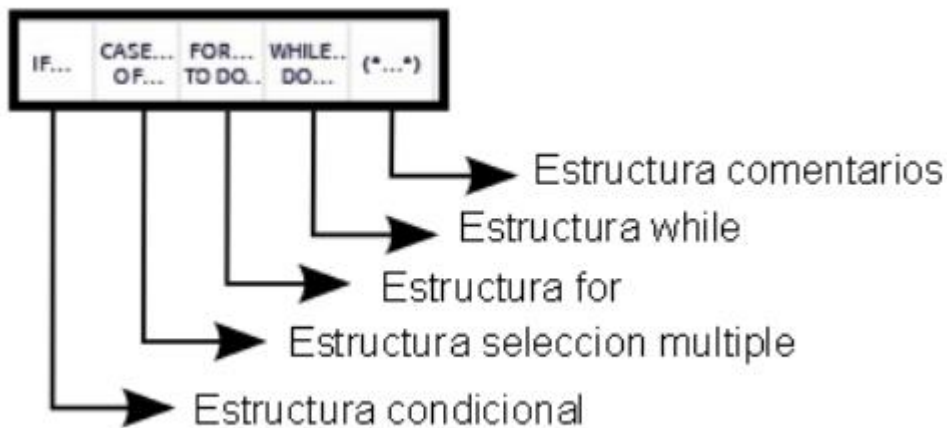 IF...
CASE...
OF...
FOR...
TO DO..
WHILE..
DO...
(*...*)
Estructura comentarios
Estructura while
Estructura for
Estructura seleccion multiple
Estructura condicional